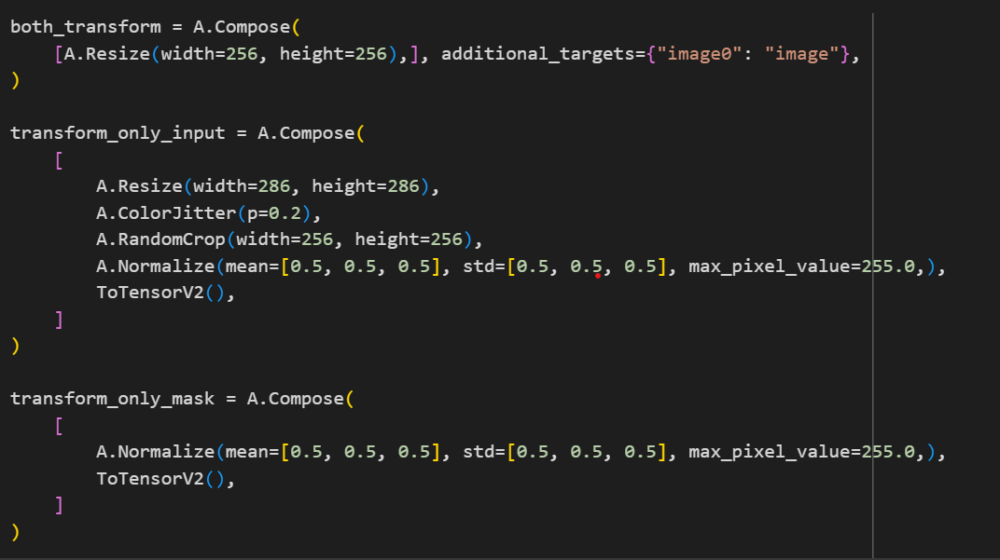 both_transform = A.Compose(
    [A.Resize(width=256, height=256),], additional_targets={"image0": "image"},
)

transform_only_input = A.Compose(
    [
        A.Resize(width=286, height=286),
        A.ColorJitter(p=0.2),
        A.RandomCrop(width=256, height=256),
        A.Normalize(mean=[0.5, 0.5, 0.5], std=[0.5, 0.5, 0.5], max_pixel_value=255.0,),
        ToTensorV2(),
    ]
)

transform_only_mask = A.Compose(
    [
        A.Normalize(mean=[0.5, 0.5, 0.5], std=[0.5, 0.5, 0.5], max_pixel_value=255.0,),
        ToTensorV2(),
    ]
)